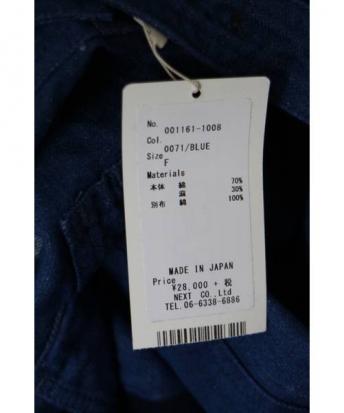 No. 001161-1008
Col. 0071/BLUE
Size F
Materials
本体 綿 70%
麻 30%
別布 綿 100%
MADE IN JAPAN
Price ¥28,000 + 税
NEXT CO.,Ltd
TEL.06-6338-6886